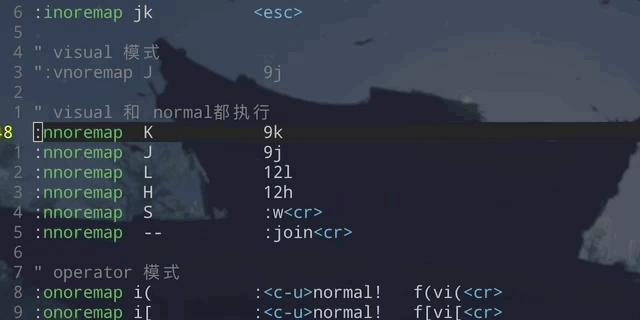 6 :inoremap jk <esc>
5
4 " visual 模式
3 ":vnoremap J 9j
2
1 " visual 和 normal都执行
48 :nnoremap K 9k
1 :nnoremap J 9j
2 :nnoremap L 12l
3 :nnoremap H 12h
4 :nnoremap S :w<cr>
5 :nnoremap -- :join<cr>
6
7 " operator 模式
8 :onoremap i( :<c-u>normal! f(vi(<cr>
9 :onoremap i[ :<c-u>normal! f[vi[<cr>